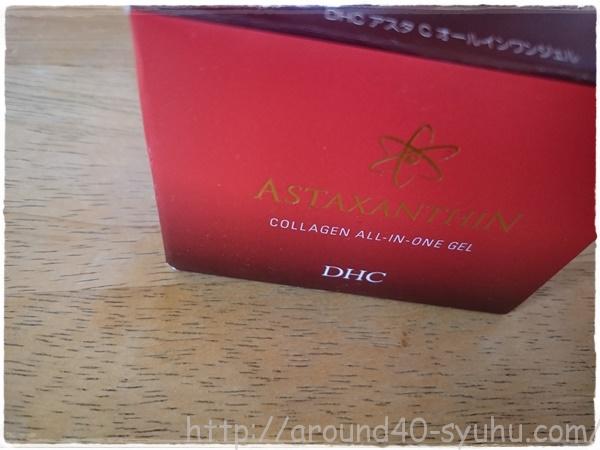 DHC アスタ C オールインワンジェル
ASTAXANTHIN
COLLAGEN ALL-IN-ONE GEL
DHC
http://around40-syuhu.com/